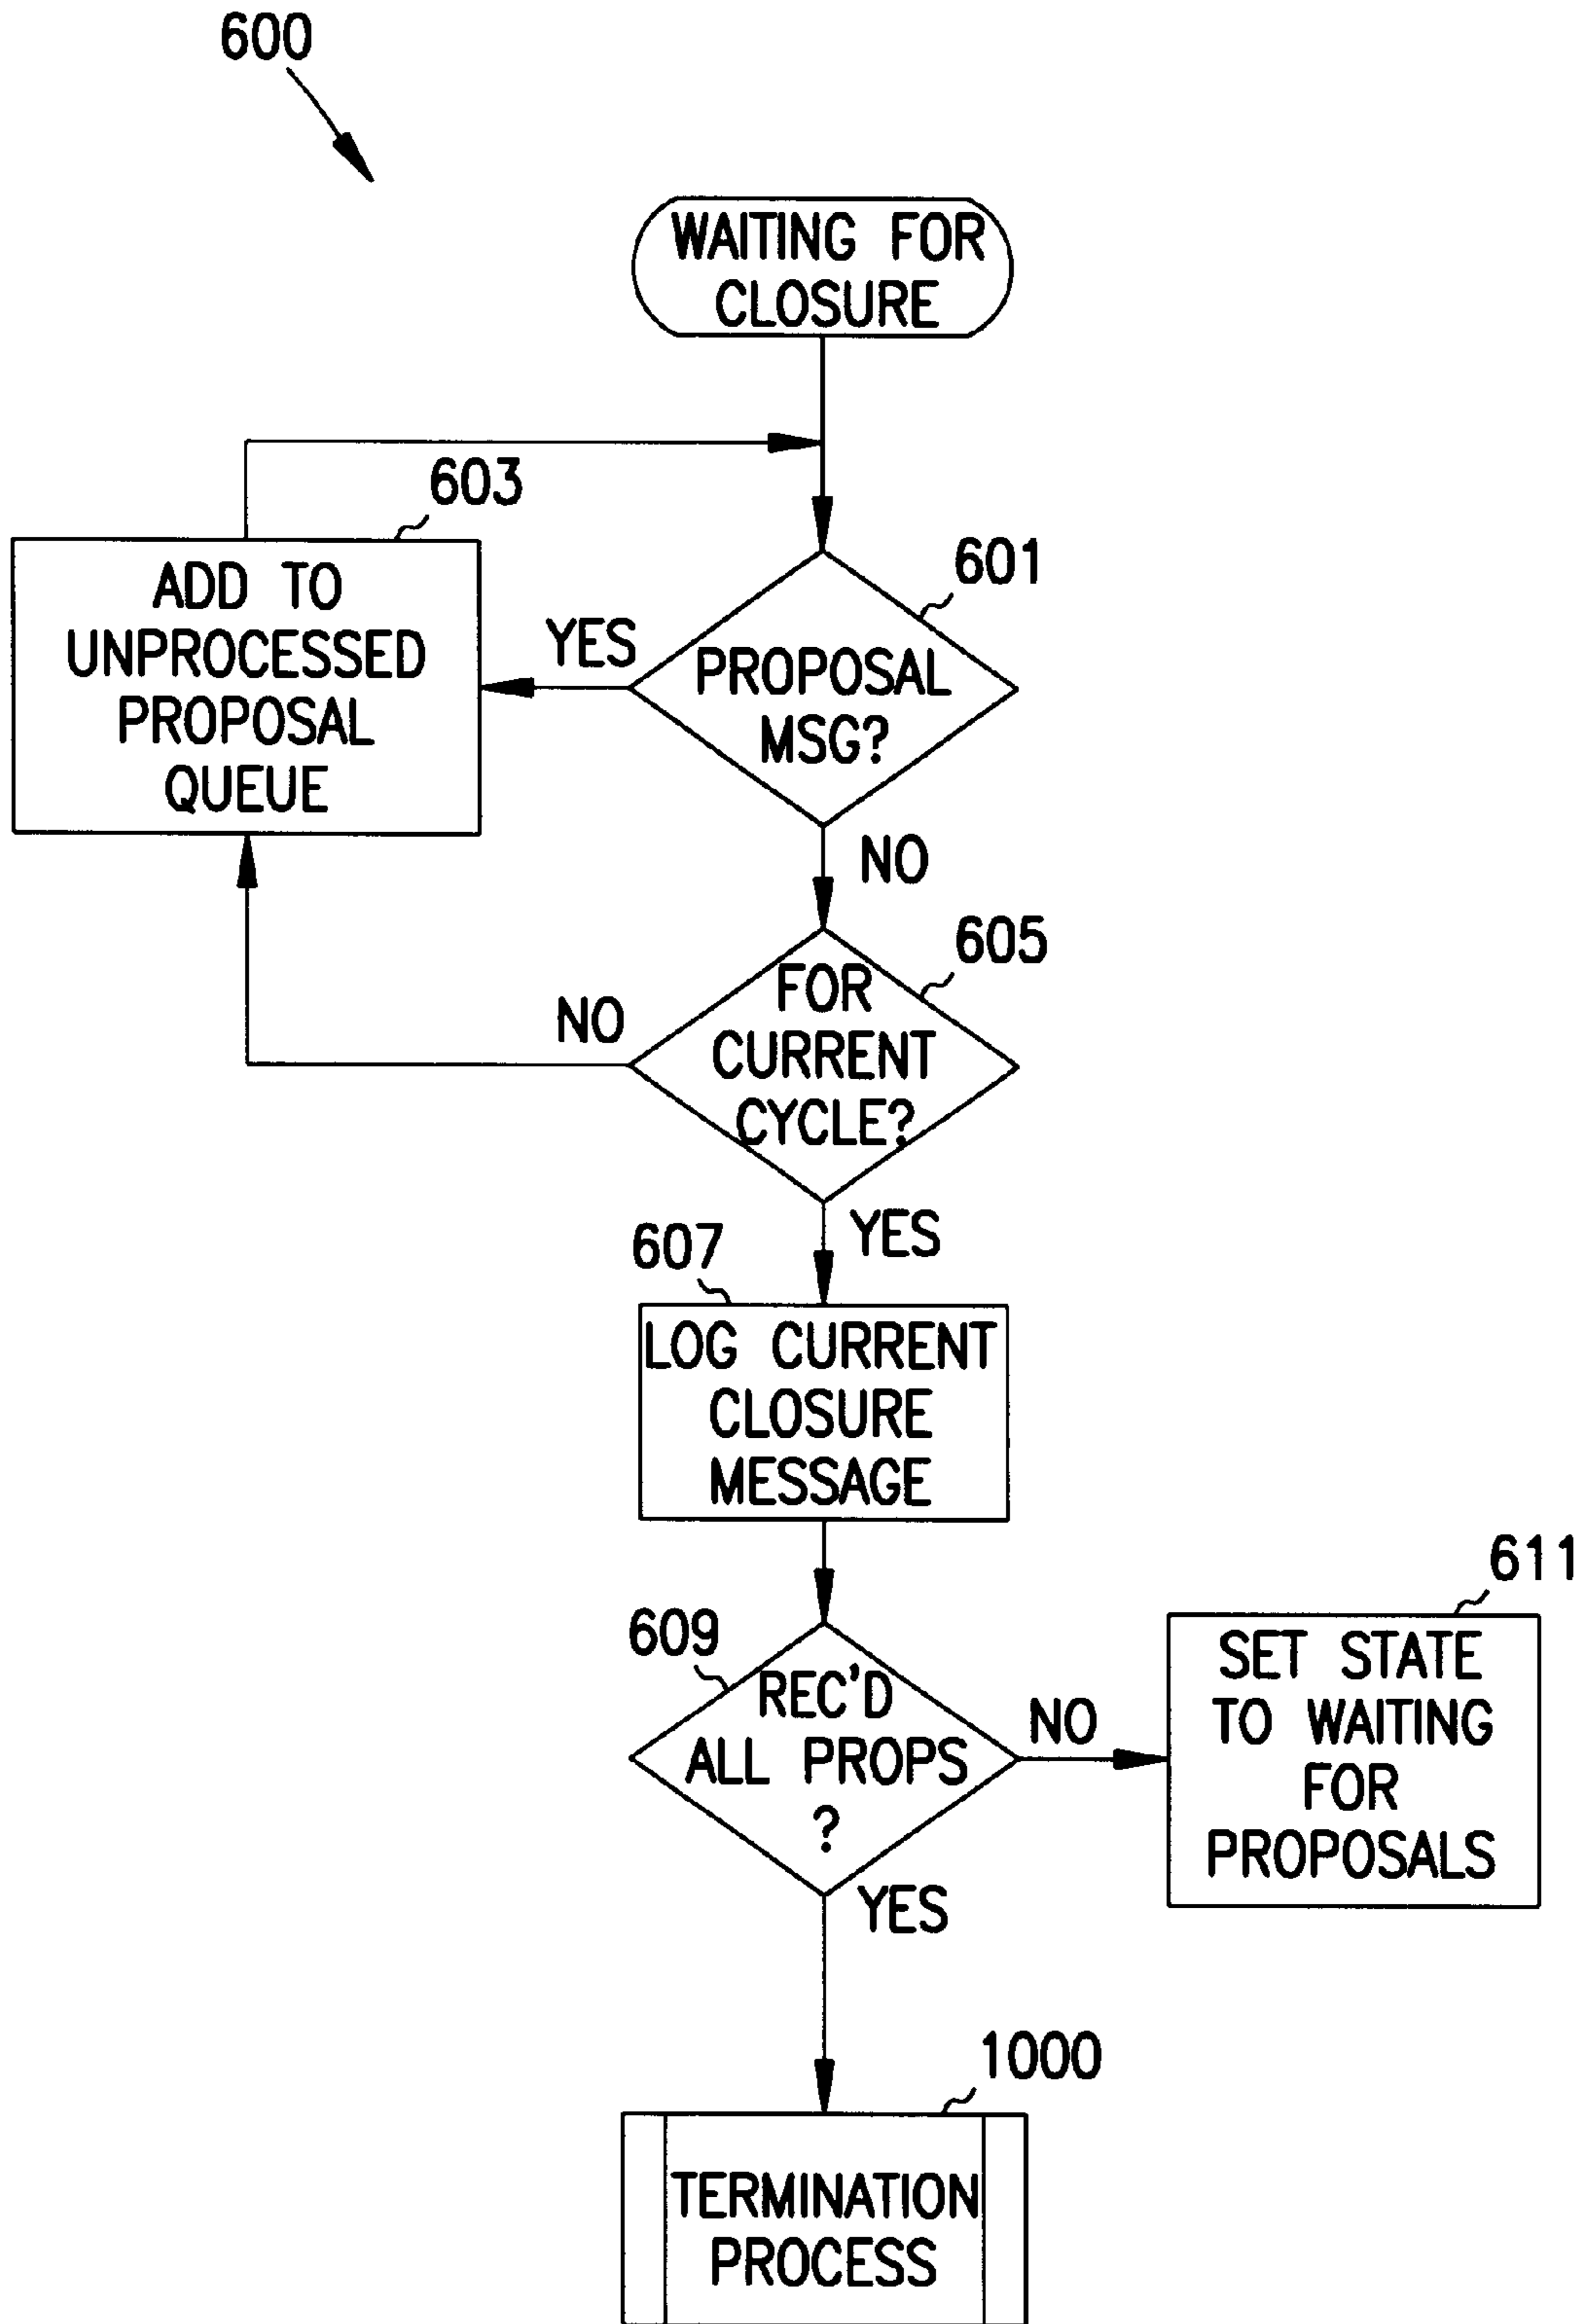 600
WAITING FOR
CLOSURE
603
ADD TO
UNPROCESSED
PROPOSAL
QUEUE
601
YES
PROPOSAL
MSG?
NO
605
NO
FOR
CURRENT
CYCLE?
YES
607
LOG CURRENT
CLOSURE
MESSAGE
611
609
REC'D
ALL PROPS
?
NO
SET STATE
TO WAITING
FOR
PROPOSALS
YES
1000
TERMINATION
PROCESS